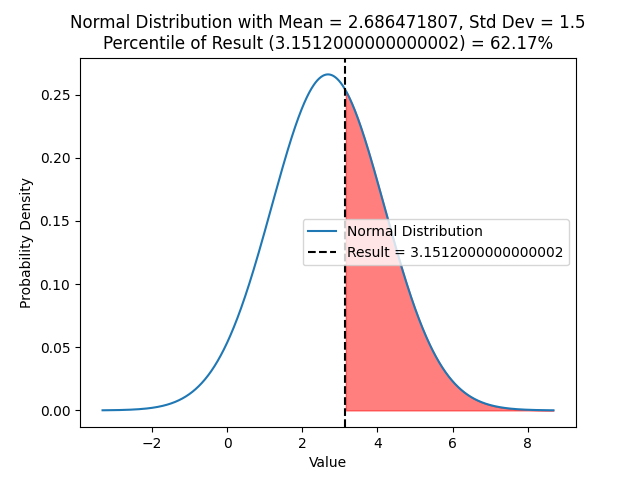 Normal Distribution with Mean = 2.686471807, Std Dev = 1.5
Percentile of Result (3.1512000000000002) = 62.17%
Probability Density
0.25
0.20
0.15
0.10
0.05
0.00
Normal Distribution
Result = 3.1512000000000002
−2
0
2
4
6
8
Value